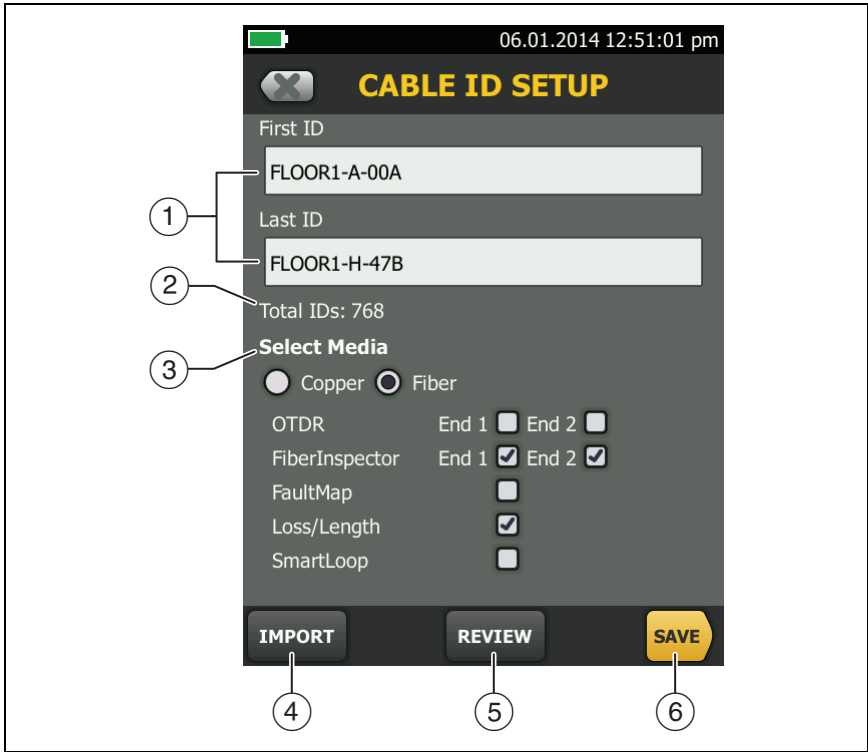 06.01.2014 12:51:01 pm
CABLE ID SETUP
First ID
FLOOR1-A-00A
1
Last ID
FLOOR1-H-47B
2
Total IDs: 768
Select Media
3
Copper Fiber
OTDR End 1 End 2
FiberInspector End 1 End 2
FaultMap
Loss/Length
SmartLoop
IMPORT REVIEW SAVE
4 5 6